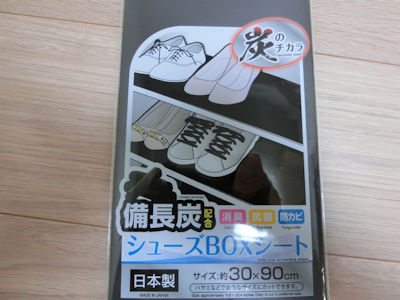 炭のチカラ
備長炭配合 消臭 抗菌 防カビ
シューズBOXシート
日本製 サイズ:約30×90cm
MADE IN JAPAN
ハサミなどで自由なサイズにカットできます。